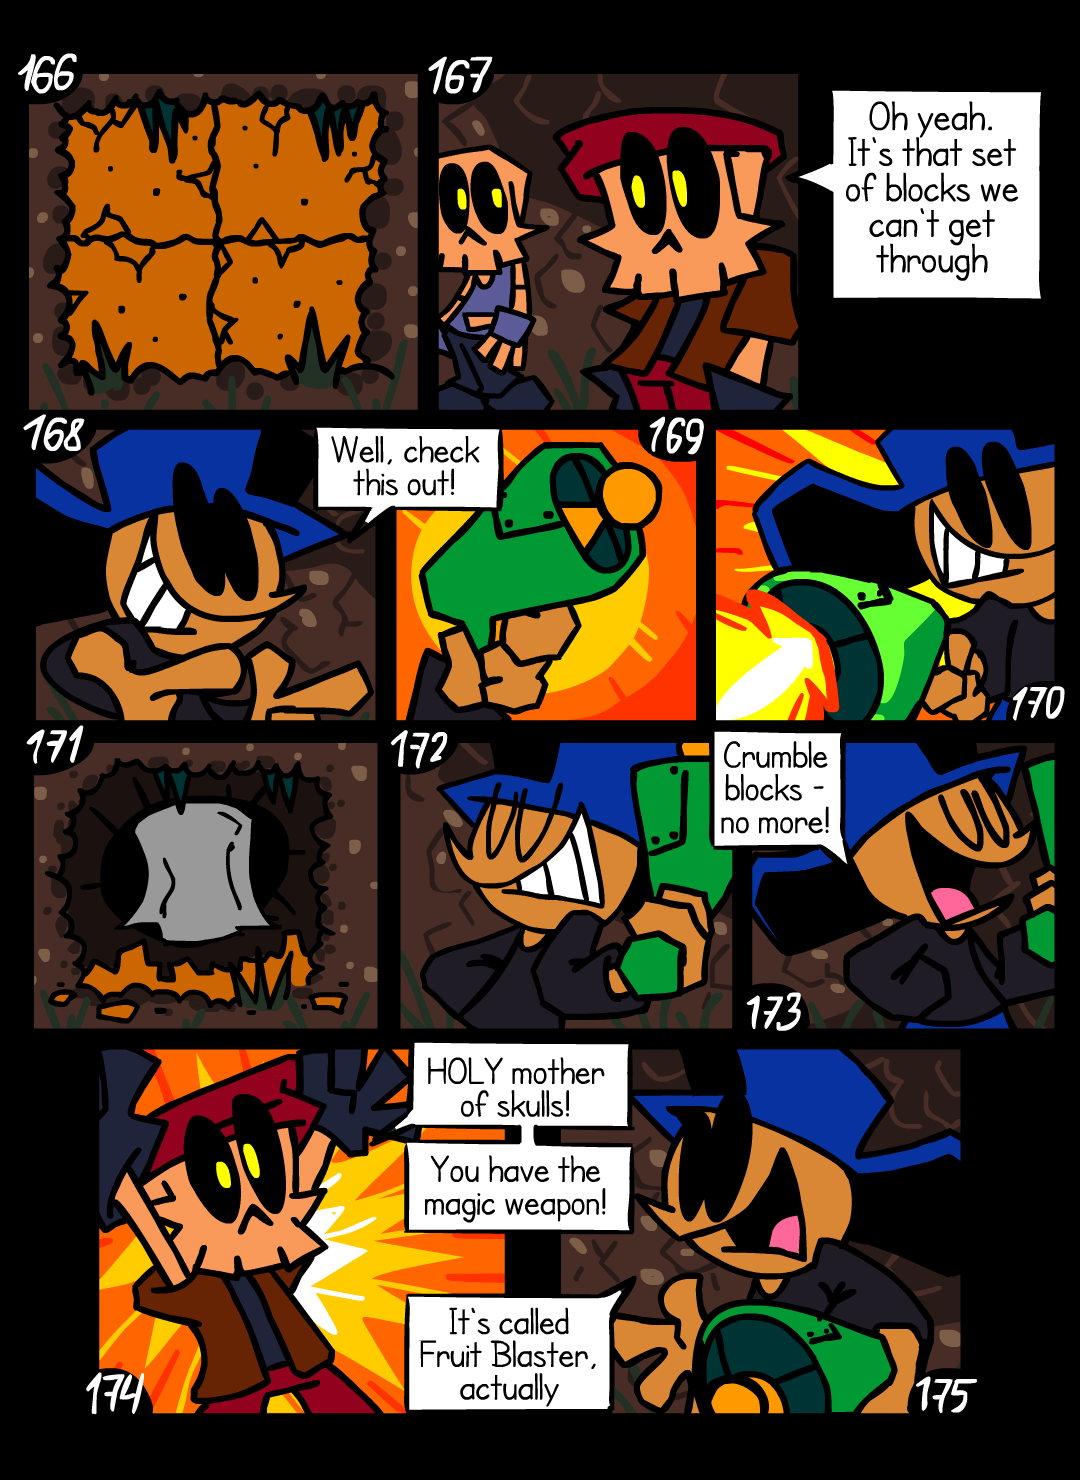 166
167
Oh yeah.
It's that set
of blocks we
can't get
through
168
Well, check
this out!
169
170
171
172
Crumble
blocks -
no more!
173
174
HOLY mother
of skulls!
You have the
magic weapon!
It's called
Fruit Blaster,
actually
175